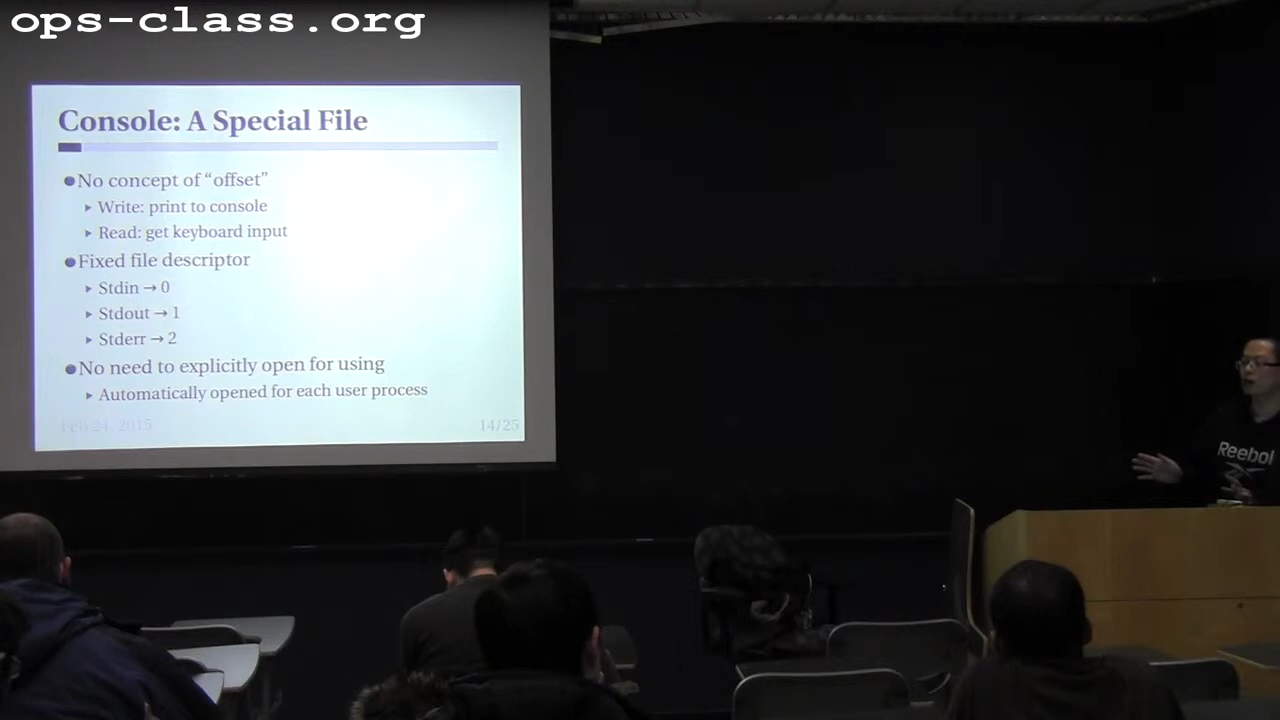 ops-class.org
Console: A Special File
●No concept of “offset”
▸ Write: print to console
▸ Read: get keyboard input
●Fixed file descriptor
▸ Stdin → 0
▸ Stdout → 1
▸ Stderr → 2
●No need to explicitly open for using
▸ Automatically opened for each user process
Feb 24, 2015
14/25
Reebok